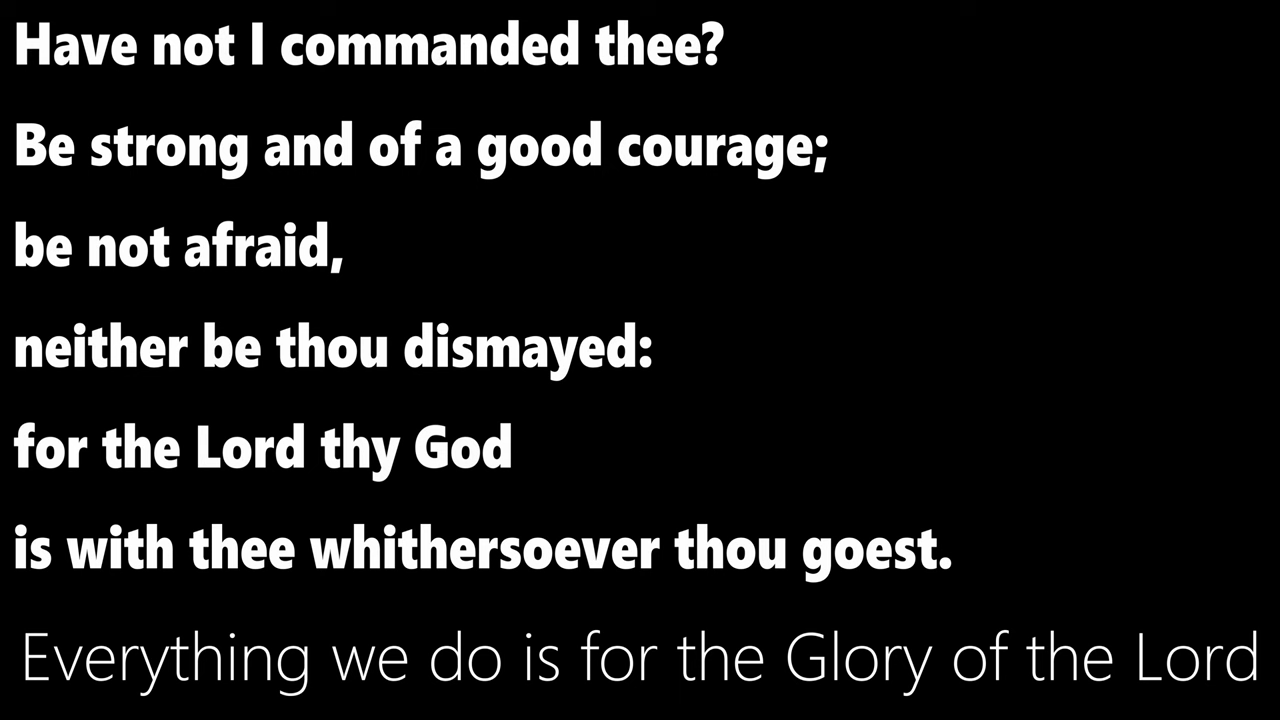 Have not I commanded thee?
Be strong and of a good courage;
be not afraid,
neither be thou dismayed:
for the Lord thy God
is with thee whithersoever thou goest.
Everything we do is for the Glory of the Lord